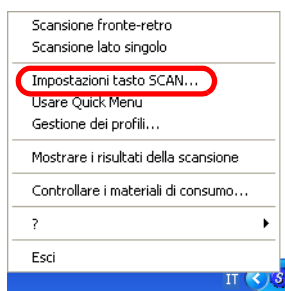 Scansione fronte-retro
Scansione lato singolo
Impostazioni tasto SCAN...
Usare Quick Menu
Gestione dei profili...
Mostrare i risultati della scansione
Controllare i materiali di consumo...
?
Esci
IT
S